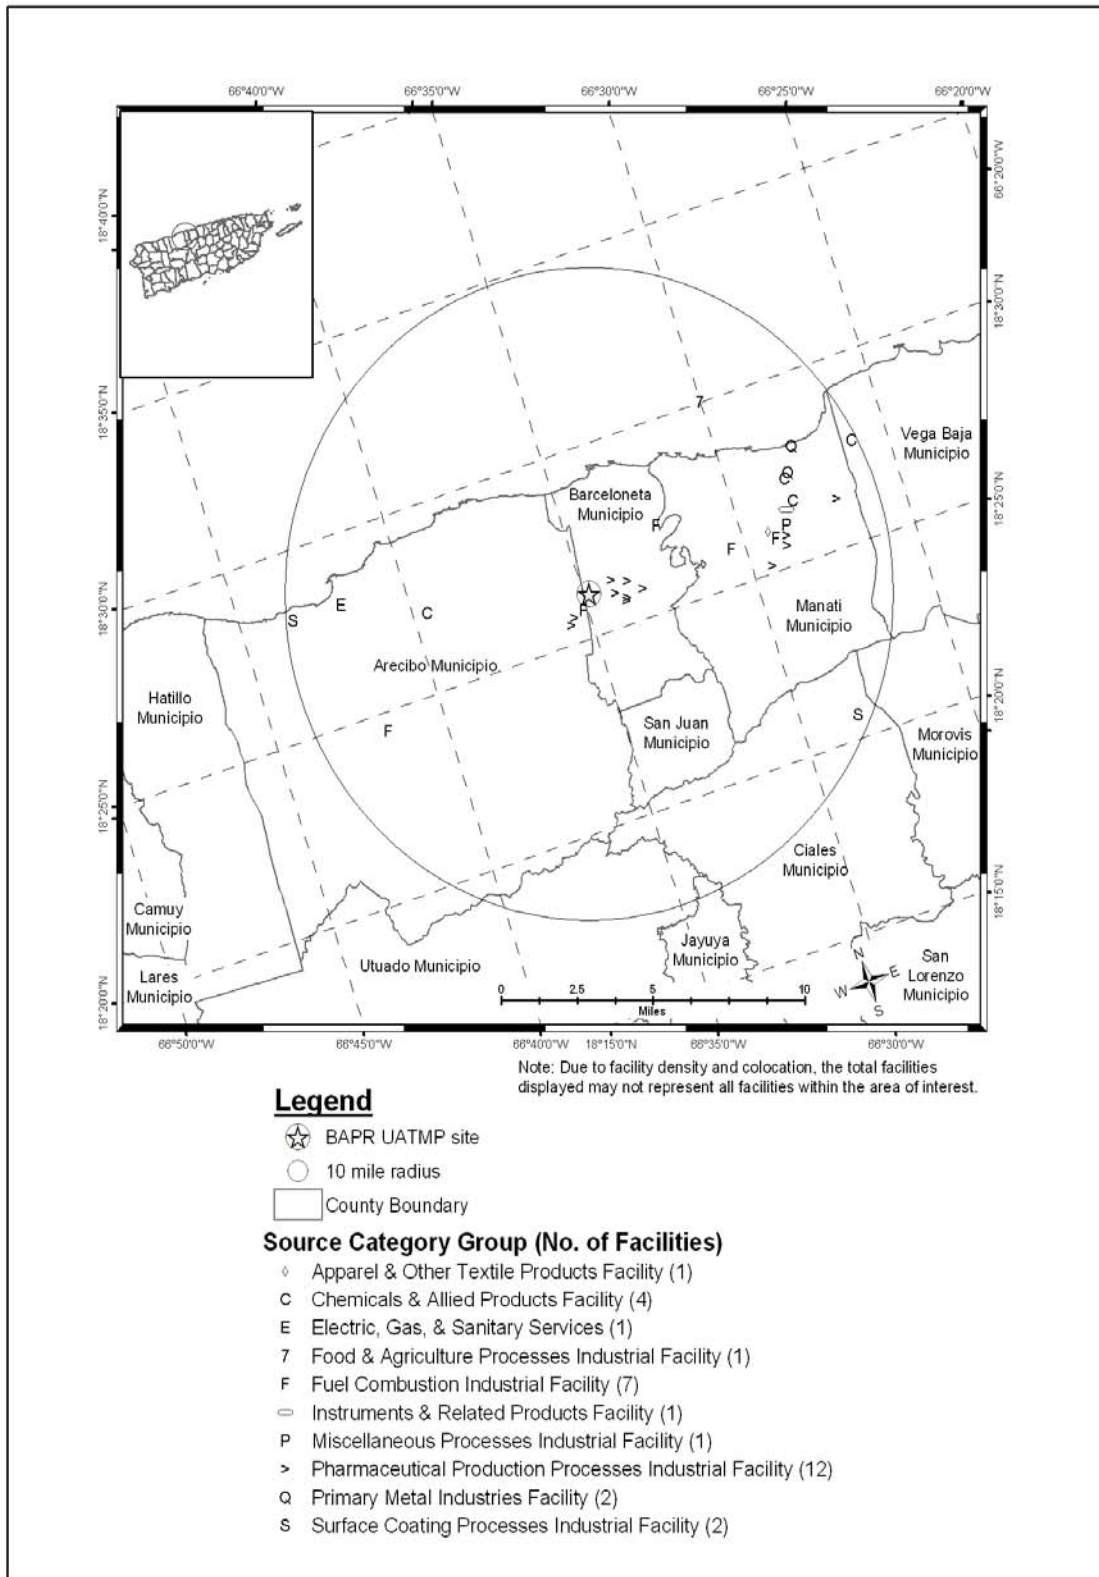 66°40'0"W
66°35'0"W
66°30'0"W
66°25'0"W
66°20'0"W
66°20'0"W
18°40'0"N
18°30'0"N
18°35'0"N
7
Vega Baja
Municipio
C
Q
Q
C
C
>
18°25'0"N
Barceloneta
Municipio
F
P
F
F
>
>
>
>
>
>
>
>
>
18°30'0"N
E
S
C
F
>
>
Manati
Municipio
Arecibo Municipio
Hatillo
Municipio
F
San Juan
Municipio
S
Morovis
Municipio
18°20'0"N
18°25'0"N
Ciales
Municipio
18°15'0"N
Camuy
Municipio
Lares
Municipio
Utuado Municipio
Jayuya
Municipio
N
E
W
S
San
Lorenzo
Municipio
0 2.5 5 10
Miles
18°20'0"N
66°50'0"W
66°45'0"W
66°40'0"W
18°15'0"N
66°35'0"W
66°30'0"W
Note: Due to facility density and colocation, the total facilities
displayed may not represent all facilities within the area of interest.
Legend
BAPR UATMP site
10 mile radius
County Boundary
Source Category Group (No. of Facilities)
Apparel & Other Textile Products Facility (1)
C Chemicals & Allied Products Facility (4)
E Electric, Gas, & Sanitary Services (1)
7 Food & Agriculture Processes Industrial Facility (1)
F Fuel Combustion Industrial Facility (7)
Instruments & Related Products Facility (1)
P Miscellaneous Processes Industrial Facility (1)
> Pharmaceutical Production Processes Industrial Facility (12)
Q Primary Metal Industries Facility (2)
S Surface Coating Processes Industrial Facility (2)